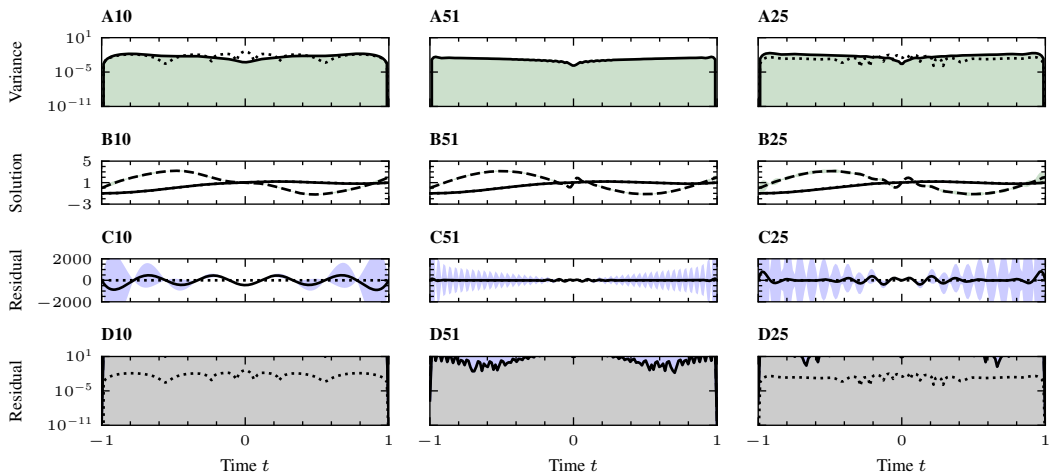 A10 A51 A25
Variance
10^1
10^−5
10^−11
B10 B51 B25
Solution
5
1
−3
C10 C51 C25
Residual
2000
0
−2000
D10 D51 D25
Residual
10^1
10^−5
10^−11
−1 0 1 −1 0 1 −1 0 1
Time t Time t Time t